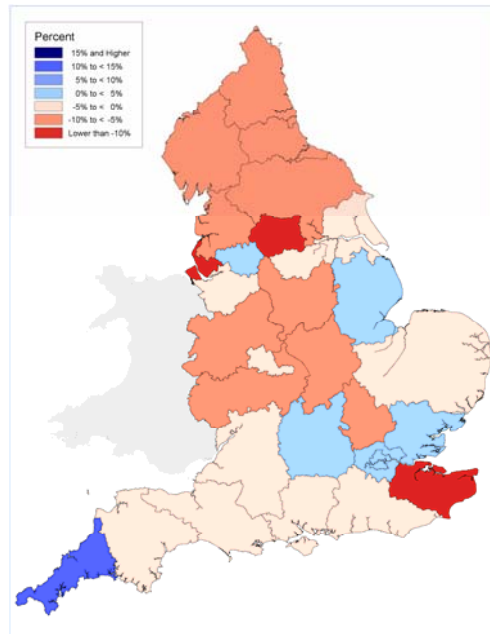 Percent
15% and Higher
10% to < 15%
5% to < 10%
0% to < 5%
-5% to < 0%
-10% to < -5%
Lower than -10%